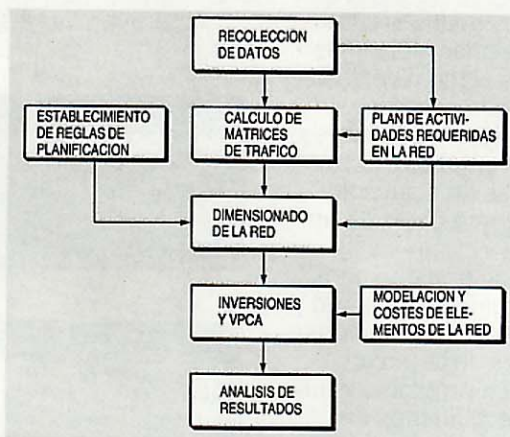 RECOLECCION
DE DATOS
ESTABLECIMIENTO
DE REGLAS DE
PLANIFICACION
CALCULO DE
MATRICES
DE TRAFICO
PLAN DE ACTIVI-
DADES REQUERIDAS
EN LA RED
DIMENSIONADO
DE LA RED
INVERSIONES
Y VPCA
MODELACION Y
COSTES DE ELE-
MENTOS DE LA RED
ANALISIS DE
RESULTADOS